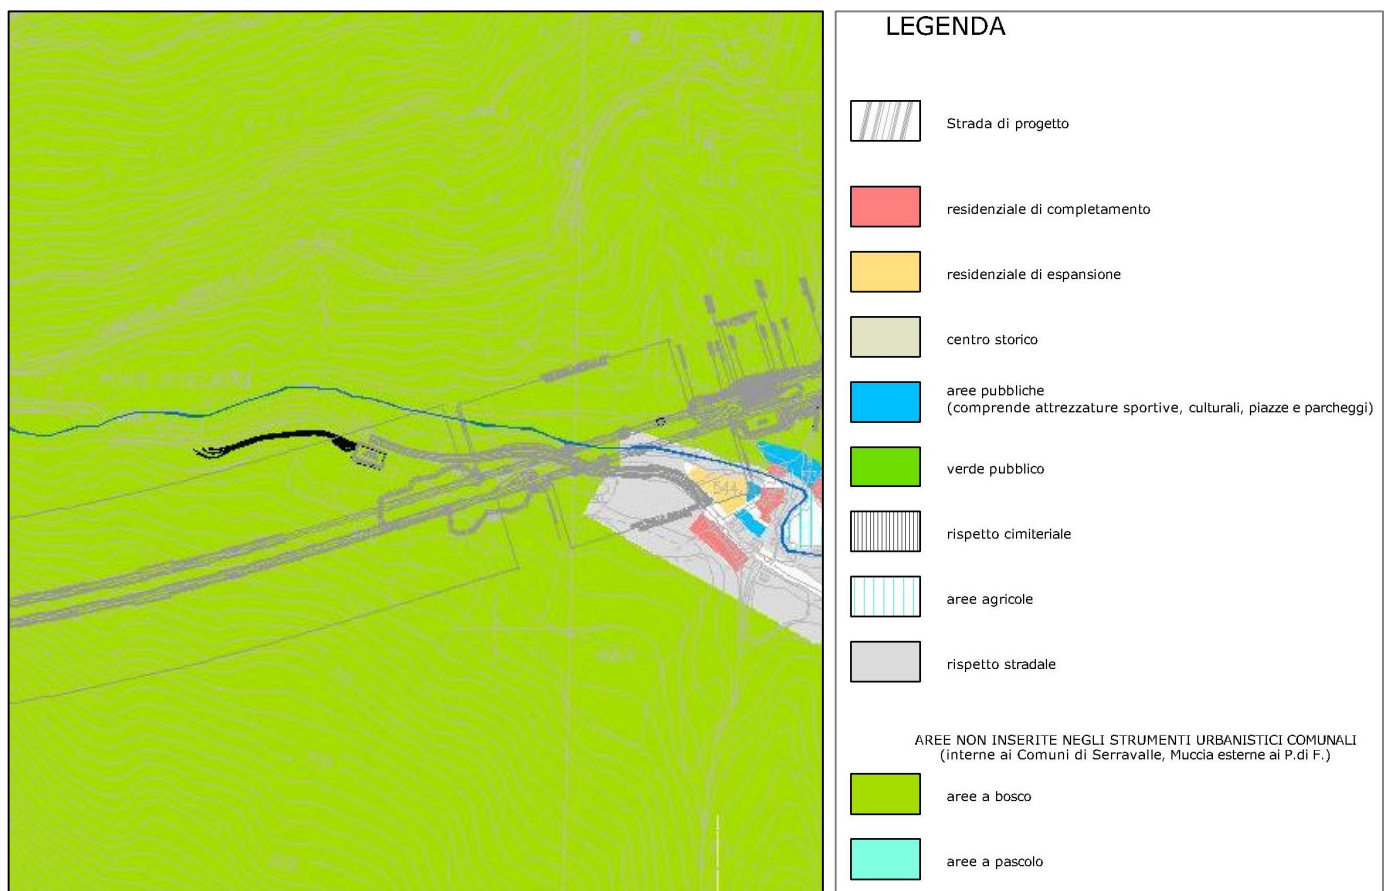 LEGENDA
Strada di progetto
residenziale di completamento
residenziale di espansione
centro storico
aree pubbliche
(comprende attrezzature sportive, culturali, piazze e parcheggi)
verde pubblico
rispetto cimiteriale
aree agricole
rispetto stradale
AREE NON INSERITE NEGLI STRUMENTI URBANISTICI COMUNALI
(interne ai Comuni di Serravalle, Muccia esterne ai P.di F.)
aree a bosco
aree a pascolo